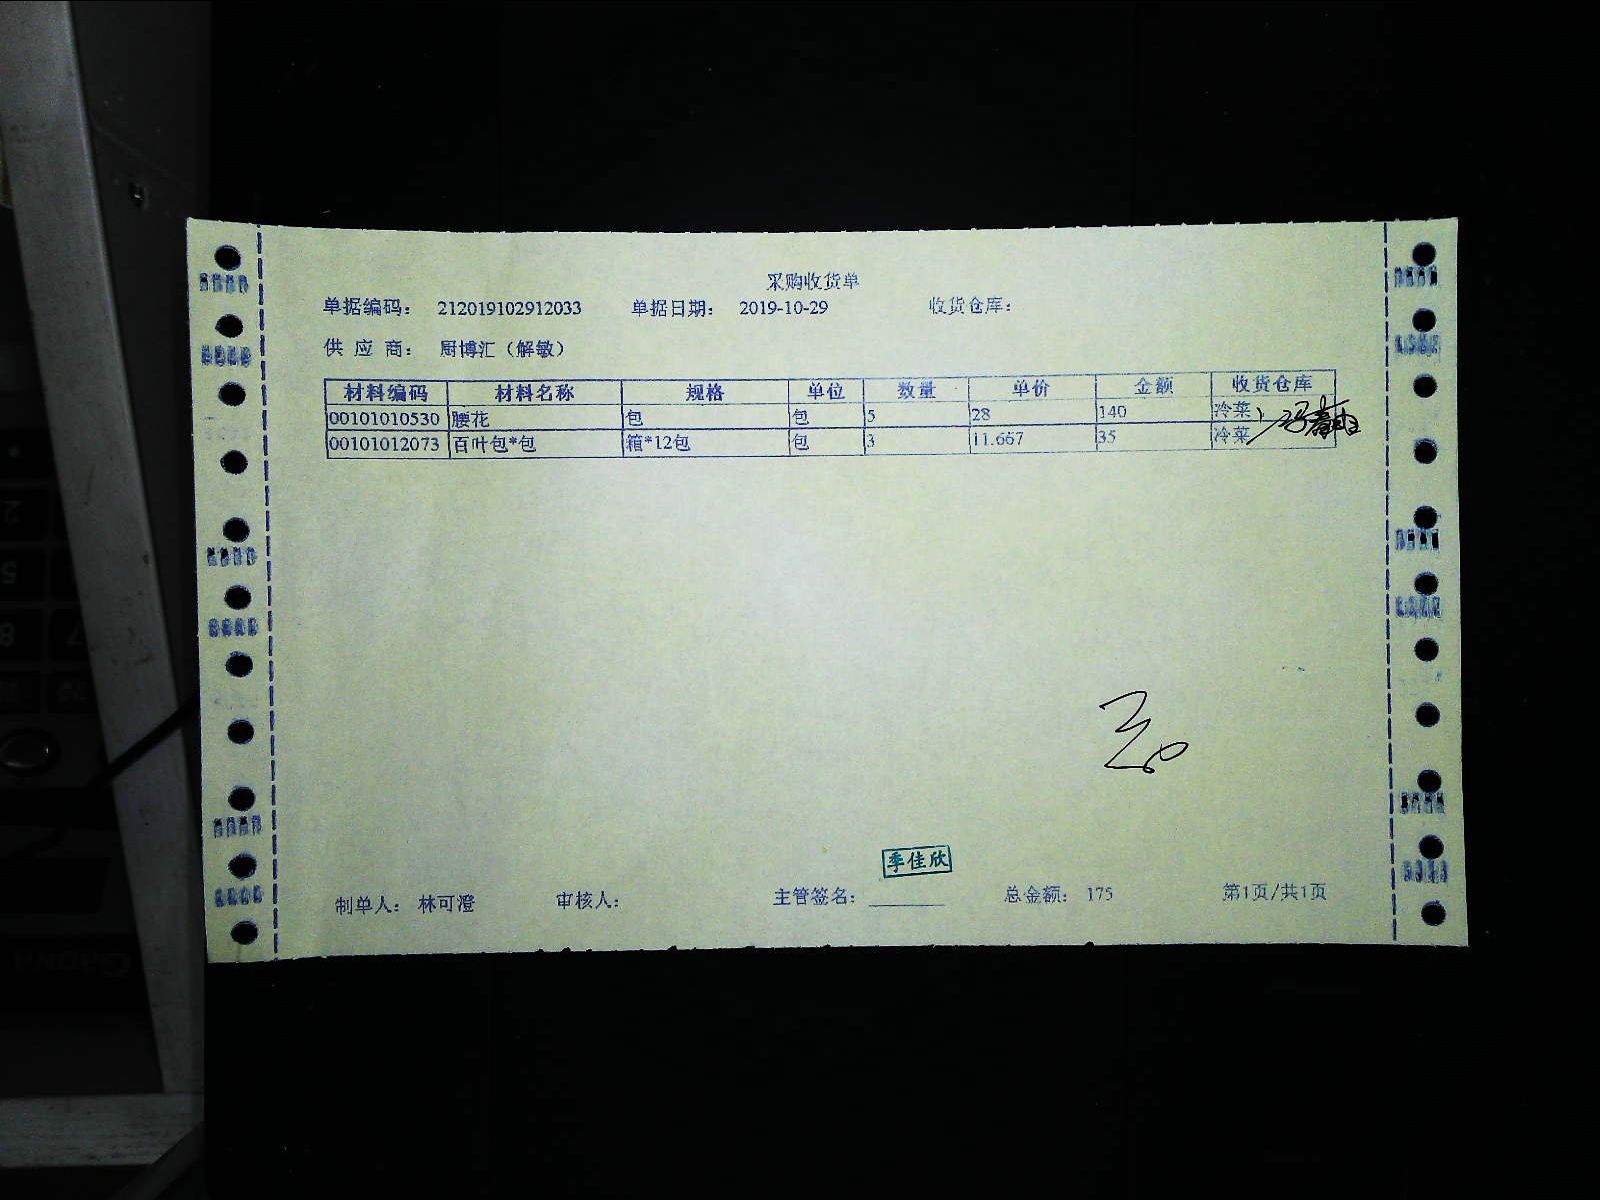 采购收货单
单据编码： 212019102912033 单据日期： 2019-10-29 收货仓库：
供 应 商： 厨博汇（解敏）
材料编码 材料名称 规格 单位 数量 单价 金额 收货仓库
00101010530 腰花 包 包 5 28 140 冷菜
00101012073 百叶包*包 箱*12包 包 3 11.667 35 冷菜
季佳欣
制单人： 林可澄 审核人： 主管签名： 总金额： 175 第1页/共1页